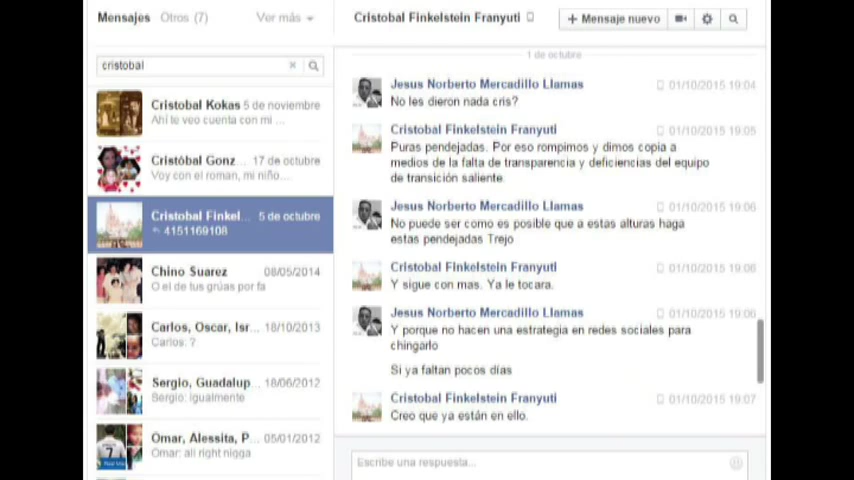 Mensajes Otros (7) Ver más
Cristobal Finkelstein Franyuti
+ Mensaje nuevo
cristobal
Cristobal Kokas 5 de noviembre
Ahí te veo cuenta con mi ...
Cristóbal Gonz... 17 de octubre
Voy con el roman, mi niño....
Cristobal Finkel... 5 de octubre
4151169108
Chino Suarez 08/05/2014
O el de tus grúas por fa
Carlos, Oscar, Isr... 18/10/2013
Carlos: ?
Sergio, Guadalup... 18/06/2012
Sergio: Igualmente
Omar, Alessita, P... 05/01/2012
Omar: all right nigga
1 de octubre
Jesus Norberto Mercadillo Llamas 01/10/2015 19:04
No les dieron nada cris?
Cristobal Finkelstein Franyuti 01/10/2015 19:05
Puras pendejadas. Por eso rompimos y dimos copia a
medios de la falta de transparencia y deficiencias del equipo
de transición saliente.
Jesus Norberto Mercadillo Llamas 01/10/2015 19:06
No puede ser como es posible que a estas alturas haga
estas pendejadas Trejo
Cristobal Finkelstein Franyuti 01/10/2015 19:06
Y sigue con mas. Ya le tocara.
Jesus Norberto Mercadillo Llamas 01/10/2015 19:06
Y porque no hacen una estrategia en redes sociales para
chingarlo
Si ya faltan pocos días
Cristobal Finkelstein Franyuti 01/10/2015 19:07
Creo que ya están en ello.
Escribe una respuesta...